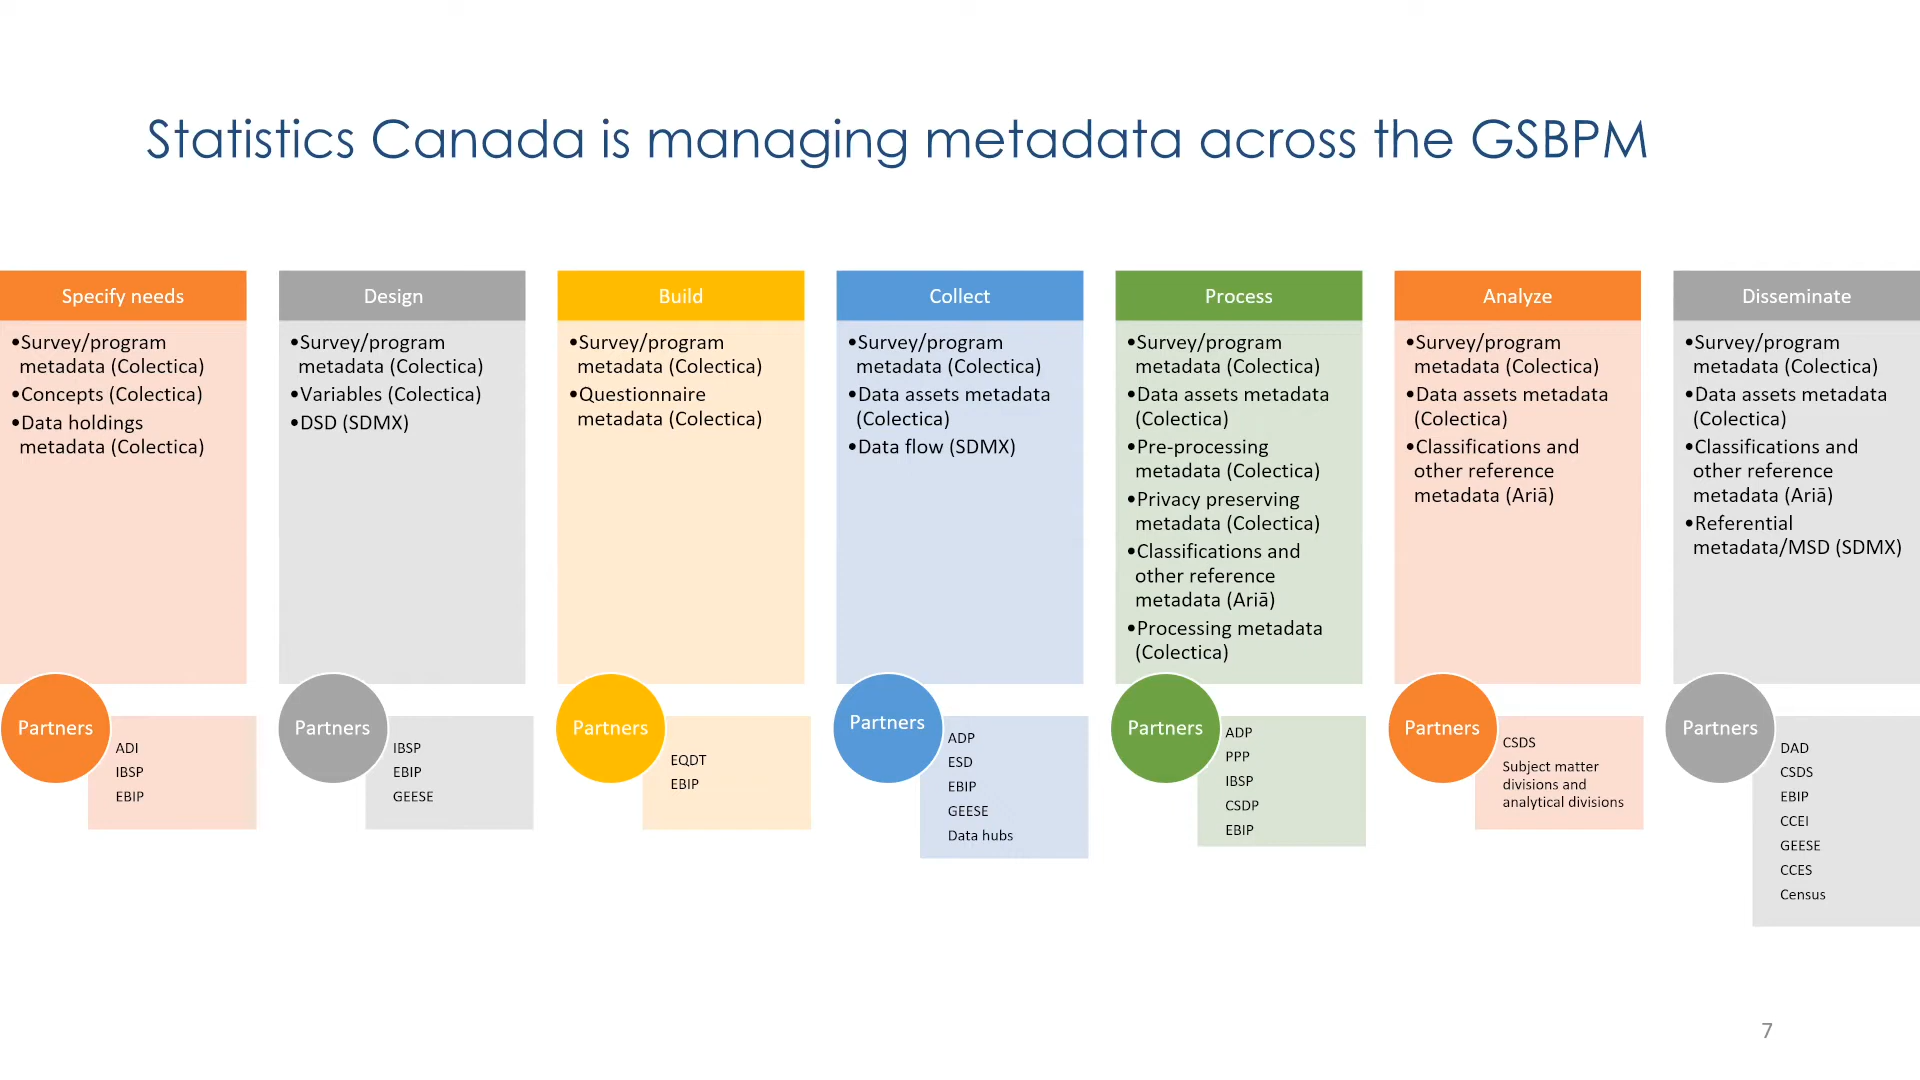 Statistics Canada is managing metadata across the GSBPM
Specify needs
•Survey/program
metadata (Colectica)
•Concepts (Colectica)
•Data holdings
metadata (Colectica)
Partners
ADI
IBSP
EBIP
Design
•Survey/program
metadata (Colectica)
•Variables (Colectica)
•DSD (SDMX)
Partners
IBSP
EBIP
GEESE
Build
•Survey/program
metadata (Colectica)
•Questionnaire
metadata (Colectica)
Partners
EQDT
EBIP
Collect
•Survey/program
metadata (Colectica)
•Data assets metadata
(Colectica)
•Data flow (SDMX)
Partners
ADP
ESD
EBIP
GEESE
Data hubs
Process
•Survey/program
metadata (Colectica)
•Data assets metadata
(Colectica)
•Pre-processing
metadata (Colectica)
•Privacy preserving
metadata (Colectica)
•Classifications and
other reference
metadata (Ariā)
•Processing metadata
(Colectica)
Partners
ADP
PPP
IBSP
CSDP
EBIP
Analyze
•Survey/program
metadata (Colectica)
•Data assets metadata
(Colectica)
•Classifications and
other reference
metadata (Ariā)
Partners
CSDS
Subject matter
divisions and
analytical divisions
Disseminate
•Survey/program
metadata (Colectica)
•Data assets metadata
(Colectica)
•Classifications and
other reference
metadata (Ariā)
•Referential
metadata/MSD (SDMX)
Partners
DAD
CSDS
EBIP
CCEI
GEESE
CCES
Census
7